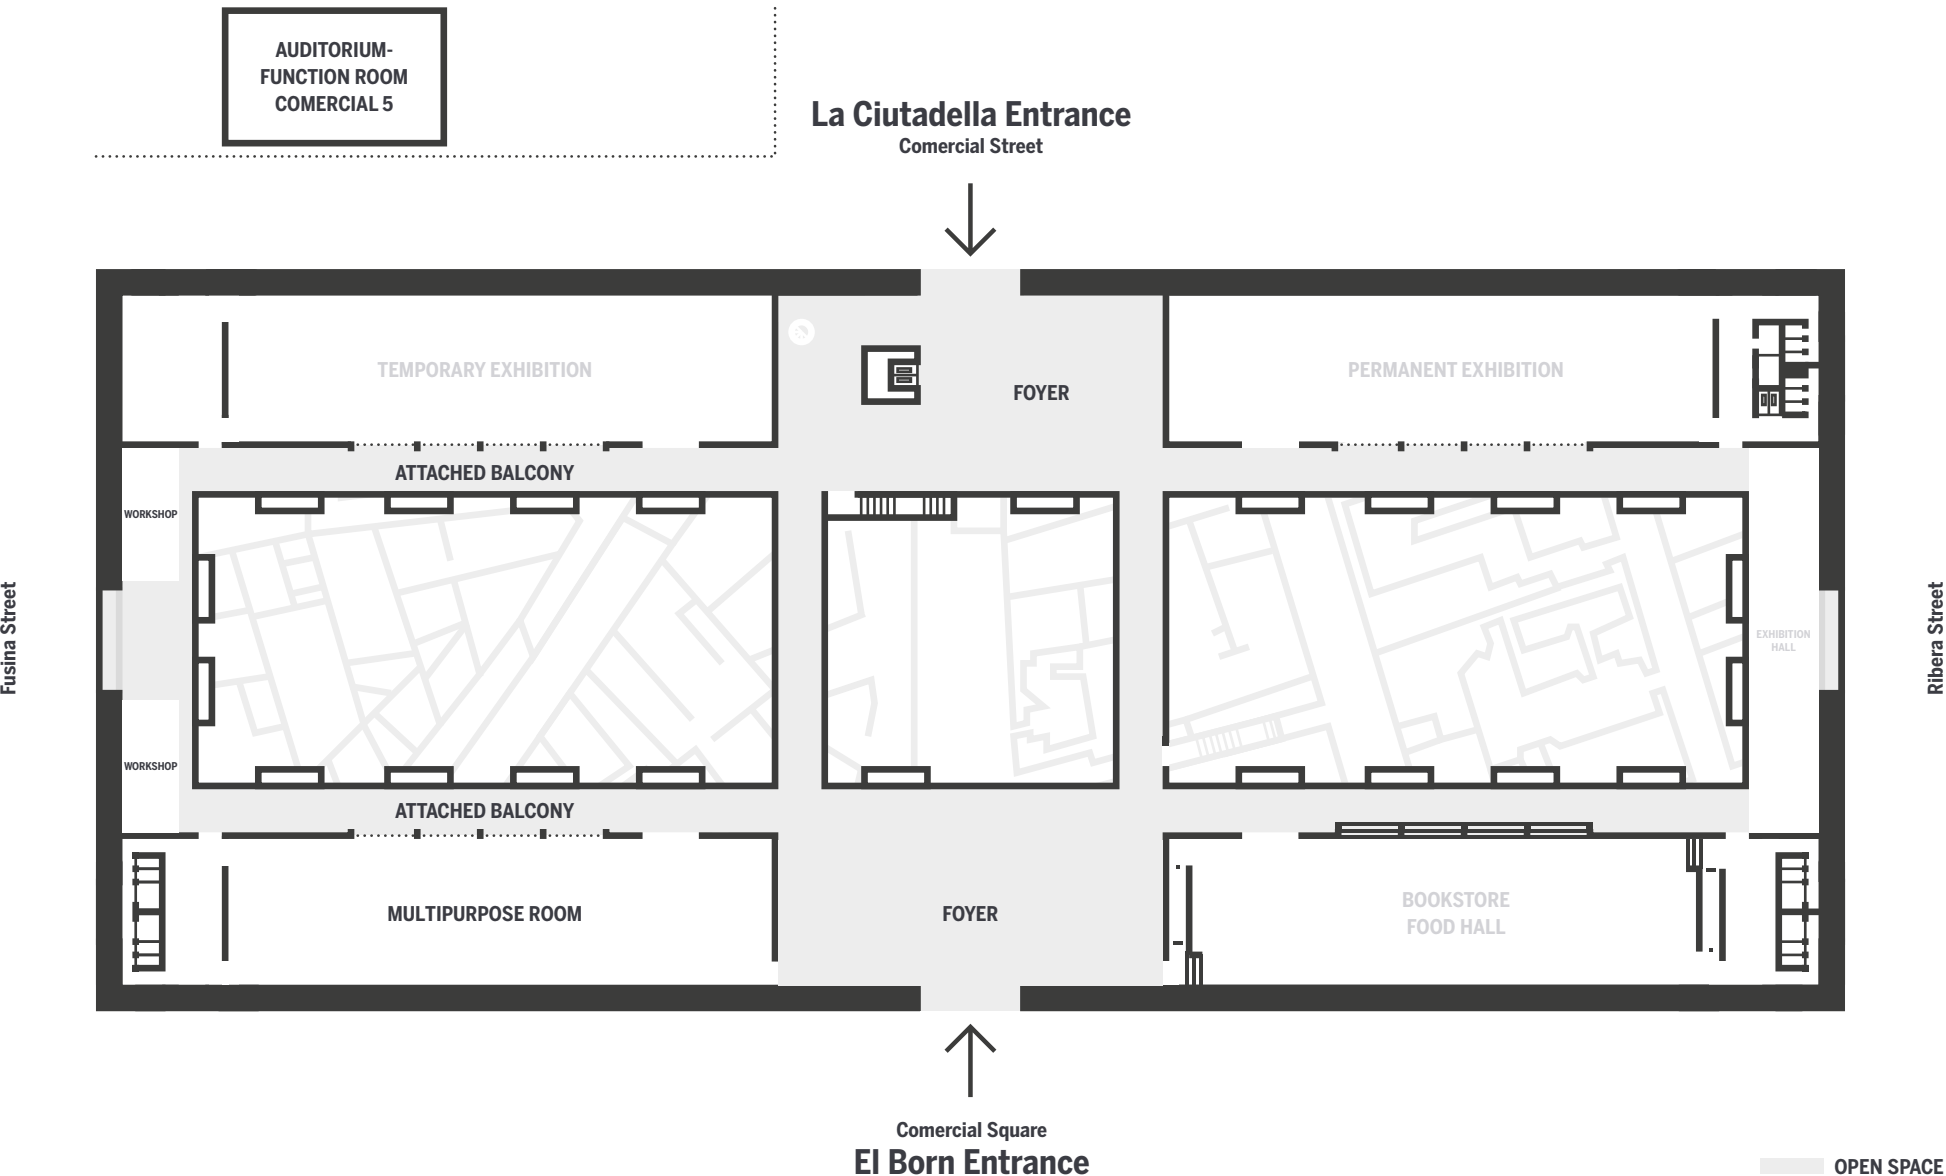 AUDITORIUM-
FUNCTION ROOM
COMERCIAL 5
La Ciutadella Entrance
Comercial Street
TEMPORARY EXHIBITION
FOYER
PERMANENT EXHIBITION
ATTACHED BALCONY
WORKSHOP
Fusina Street
EXHIBITION
HALL
Ribera Street
WORKSHOP
ATTACHED BALCONY
MULTIPURPOSE ROOM
FOYER
BOOKSTORE
FOOD HALL
Comercial Square
El Born Entrance
OPEN SPACE